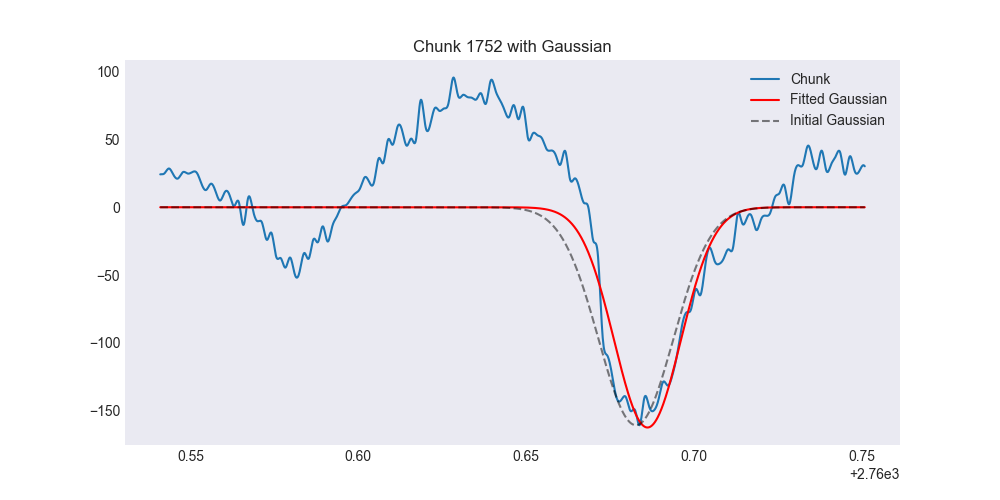 Chunk 1752 with Gaussian
100
50
0
−50
−100
−150
Chunk
Fitted Gaussian
Initial Gaussian
0.55 0.60 0.65 0.70 0.75
+2.76e3